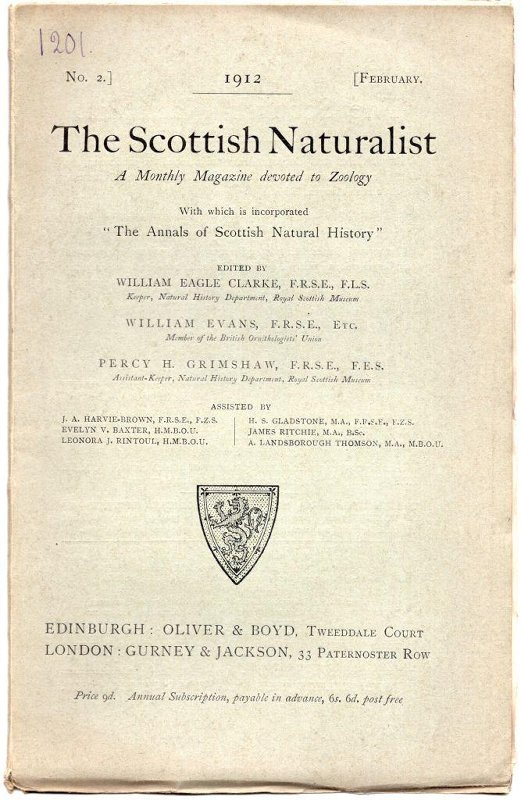 1201.
No. 2.] 1912 [February.
The Scottish Naturalist
A Monthly Magazine devoted to Zoology
With which is incorporated
"The Annals of Scottish Natural History"
EDITED BY
WILLIAM EAGLE CLARKE, F.R.S.E., F.L.S.
Keeper, Natural History Department, Royal Scottish Museum
WILLIAM EVANS, F.R.S.E., Etc.
Member of the British Ornithologists' Union
PERCY H. GRIMSHAW, F.R.S.E., F.E.S.
Assistant-Keeper, Natural History Department, Royal Scottish Museum
ASSISTED BY
J. A. HARVIE-BROWN, F.R.S.E., F.Z.S.
EVELYN V. BAXTER, H.M.B.O.U.
LEONORA J. RINTOUL, H.M.B.O.U.
H. S. GLADSTONE, M.A., F.R.S.E., F.Z.S.
JAMES RITCHIE, M.A., B.Sc.
A. LANDSBOROUGH THOMSON, M.A., M.B.O.U.
EDINBURGH: OLIVER & BOYD, Tweeddale Court
LONDON: GURNEY & JACKSON, 33 Paternoster Row
Price 9d. Annual Subscription, payable in advance, 6s. 6d. post free